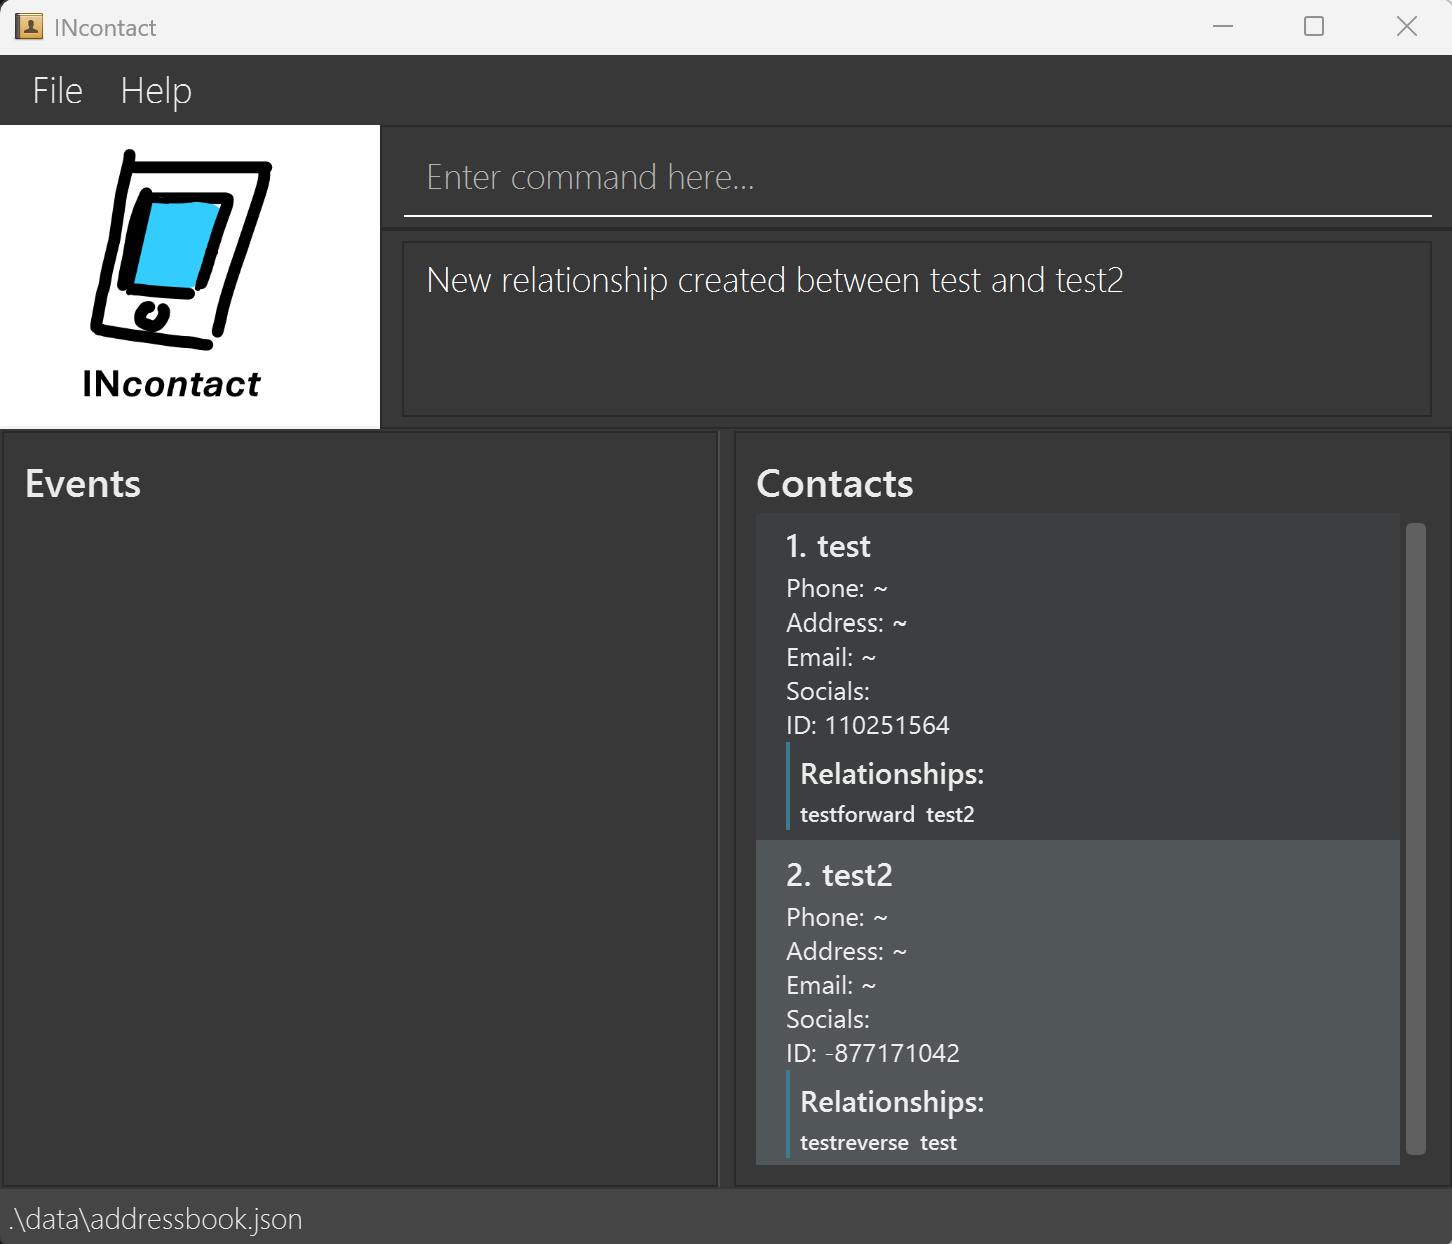 INcontact
File Help
INcontact
Enter command here...
New relationship created between test and test2
Events
Contacts
1. test
Phone: ~
Address: ~
Email: ~
Socials:
ID: 110251564
Relationships:
testforward test2
2. test2
Phone: ~
Address: ~
Email: ~
Socials:
ID: -877171042
Relationships:
testreverse test
.\data\addressbook.json